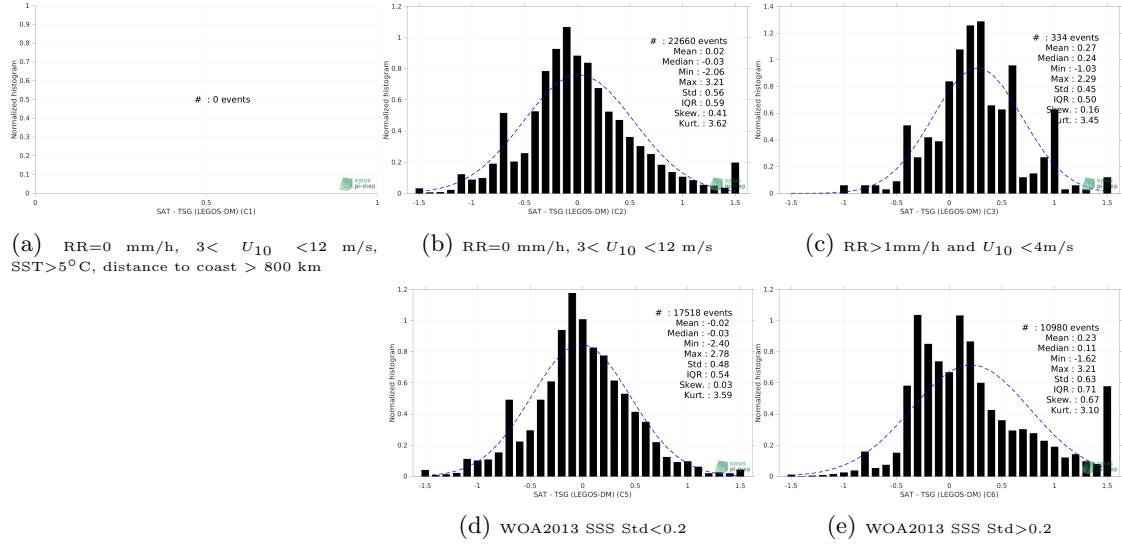 1
0.9
0.8
0.7
0.6
0.5
0.4
0.3
0.2
0.1
0
Normalized histogram
# : 0 events
smos
pi-mep
0 0.5 1
SAT - TSG (LEGOS-DM) (C1)
(a) RR=0 mm/h, 3< U10 <12 m/s,
SST>5°C, distance to coast > 800 km
1.2
1
0.8
0.6
0.4
0.2
0
Normalized histogram
# : 22660 events
Mean : 0.02
Median : -0.03
Min : -2.06
Max : 3.21
Std : 0.56
IQR : 0.59
Skew. : 0.41
Kurt. : 3.62
smos
pi-mep
-1.5 -1 -0.5 0 0.5 1 1.5
SAT - TSG (LEGOS-DM) (C2)
(b) RR=0 mm/h, 3< U10 <12 m/s
1.4
1.2
1
0.8
0.6
0.4
0.2
0
Normalized histogram
# : 334 events
Mean : 0.27
Median : 0.24
Min : -1.03
Max : 2.29
Std : 0.45
IQR : 0.50
Skew. : 0.16
Kurt. : 3.45
smos
pi-mep
-1.5 -1 -0.5 0 0.5 1 1.5
SAT - TSG (LEGOS-DM) (C3)
(c) RR>1mm/h and U10 <4m/s
1.2
1
0.8
0.6
0.4
0.2
0
Normalized histogram
# : 17518 events
Mean : -0.02
Median : -0.03
Min : -2.40
Max : 2.78
Std : 0.48
IQR : 0.54
Skew. : 0.03
Kurt. : 3.59
smos
pi-mep
-1.5 -1 -0.5 0 0.5 1 1.5
SAT - TSG (LEGOS-DM) (C5)
(d) WOA2013 SSS Std<0.2
1.2
1
0.8
0.6
0.4
0.2
0
Normalized histogram
# : 10980 events
Mean : 0.23
Median : 0.11
Min : -1.62
Max : 3.21
Std : 0.63
IQR : 0.71
Skew. : 0.67
Kurt. : 3.10
smos
pi-mep
-1.5 -1 -0.5 0 0.5 1 1.5
SAT - TSG (LEGOS-DM) (C6)
(e) WOA2013 SSS Std>0.2